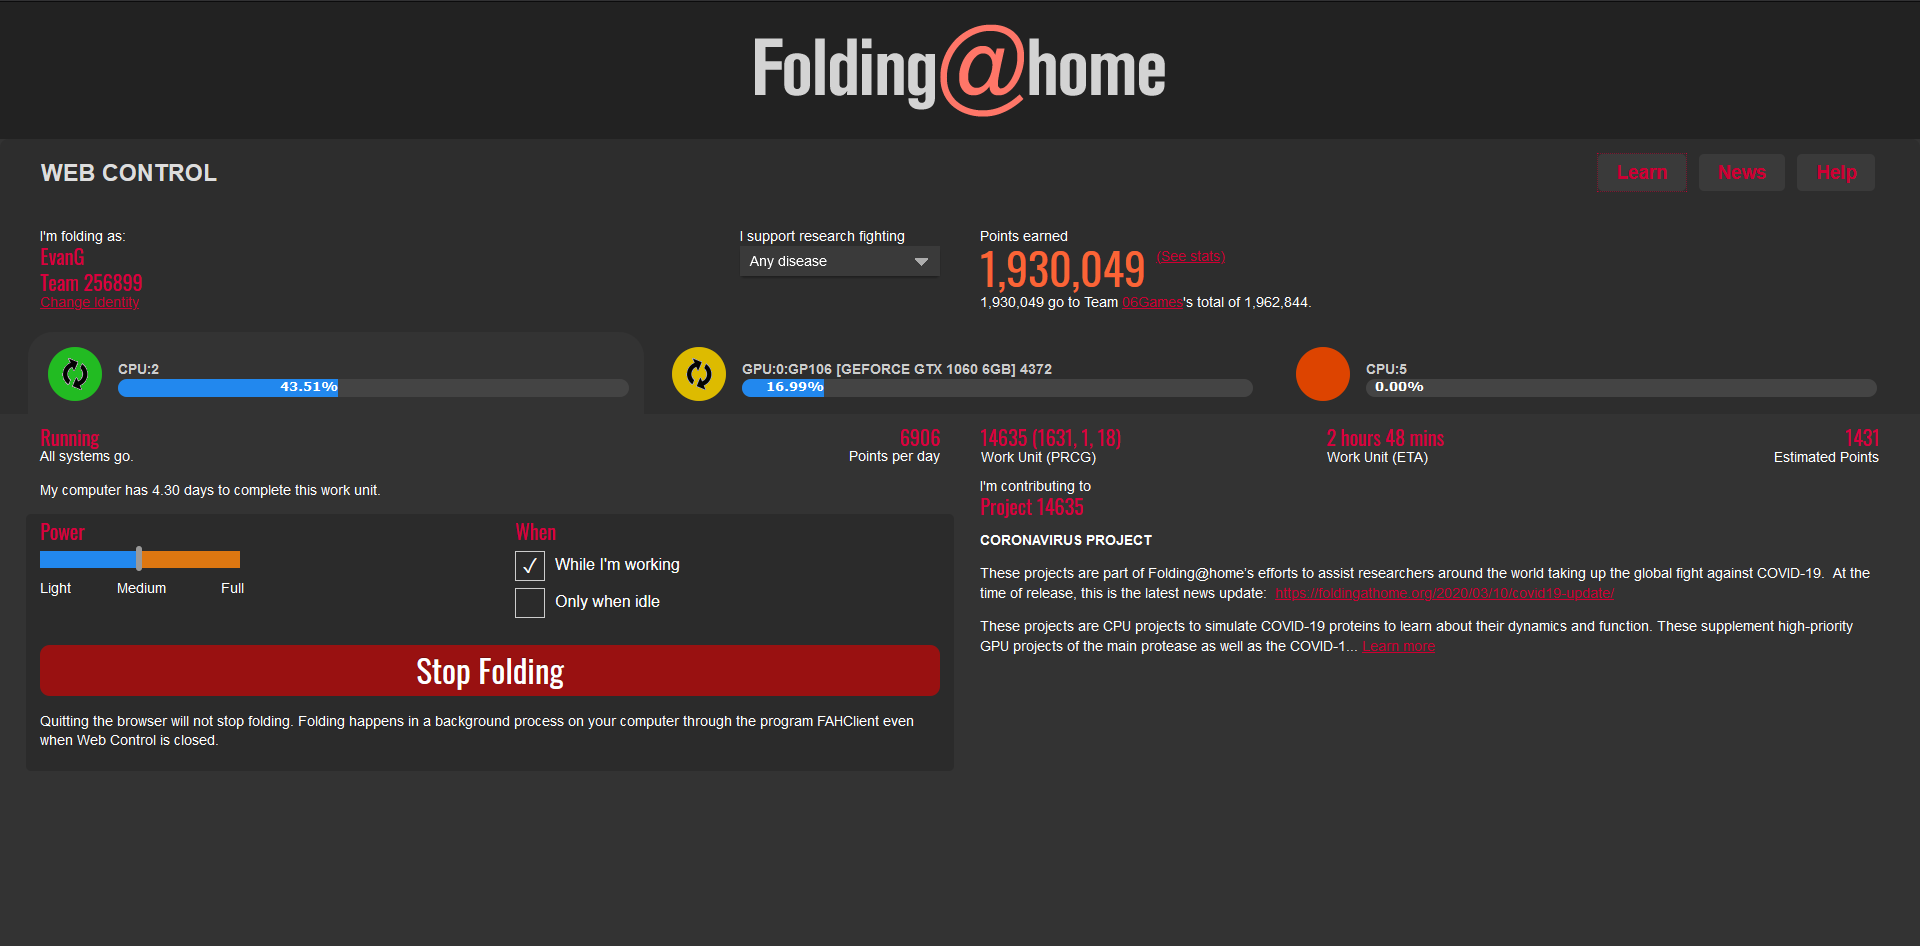 Folding@home
WEB CONTROL
Learn
News
Help
I'm folding as:
EvanG
Team 256899
Change Identity
I support research fighting
Any disease
Points earned
1,930,049 (See stats)
1,930,049 go to Team 06Games's total of 1,962,844.
CPU:2
43.51%
GPU:0:GP106 [GEFORCE GTX 1060 6GB] 4372
16.99%
CPU:5
0.00%
Running
All systems go.
6906
Points per day
My computer has 4.30 days to complete this work unit.
Power
Light Medium Full
When
✓ While I'm working
Only when idle
Stop Folding
Quitting the browser will not stop folding. Folding happens in a background process on your computer through the program FAHClient even
when Web Control is closed.
14635 (1631, 1, 18)
Work Unit (PRCG)
2 hours 48 mins
Work Unit (ETA)
1431
Estimated Points
I'm contributing to
Project 14635
CORONAVIRUS PROJECT
These projects are part of Folding@home's efforts to assist researchers around the world taking up the global fight against COVID-19.  At the
time of release, this is the latest news update:  https://foldingathome.org/2020/03/10/covid19-update/
These projects are CPU projects to simulate COVID-19 proteins to learn about their dynamics and function. These supplement high-priority
GPU projects of the main protease as well as the COVID-1... Learn more